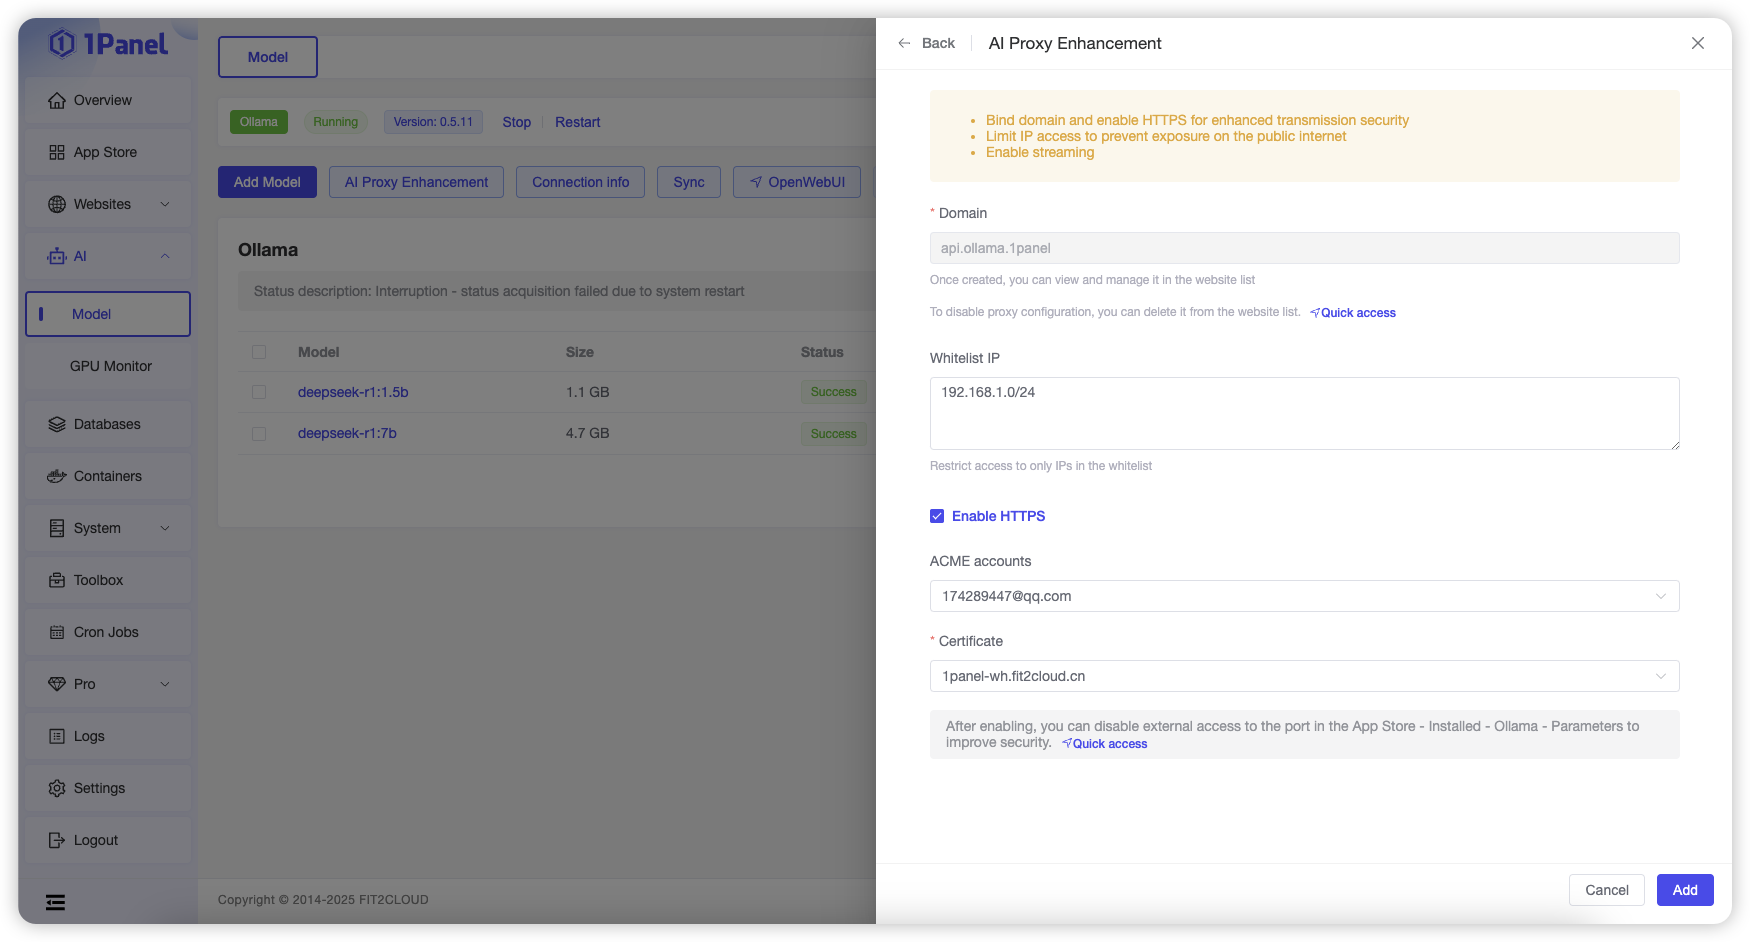 1Panel
Overview
App Store
Websites
AI
Model
GPU Monitor
Databases
Containers
System
Toolbox
Cron Jobs
Pro
Logs
Settings
Logout
Model
Ollama Running Version: 0.5.11 Stop Restart
Add Model AI Proxy Enhancement Connection info Sync OpenWebUI
Ollama
Status description: Interruption - status acquisition failed due to system restart
Model Size Status
deepseek-r1:1.5b 1.1 GB Success
deepseek-r1:7b 4.7 GB Success
Copyright © 2014-2025 FIT2CLOUD
Back AI Proxy Enhancement
• Bind domain and enable HTTPS for enhanced transmission security
• Limit IP access to prevent exposure on the public internet
• Enable streaming
* Domain
api.ollama.1panel
Once created, you can view and manage it in the website list
To disable proxy configuration, you can delete it from the website list. Quick access
Whitelist IP
192.168.1.0/24
Restrict access to only IPs in the whitelist
Enable HTTPS
ACME accounts
174289447@qq.com
* Certificate
1panel-wh.fit2cloud.cn
After enabling, you can disable external access to the port in the App Store - Installed - Ollama - Parameters to
improve security. Quick access
Cancel Add